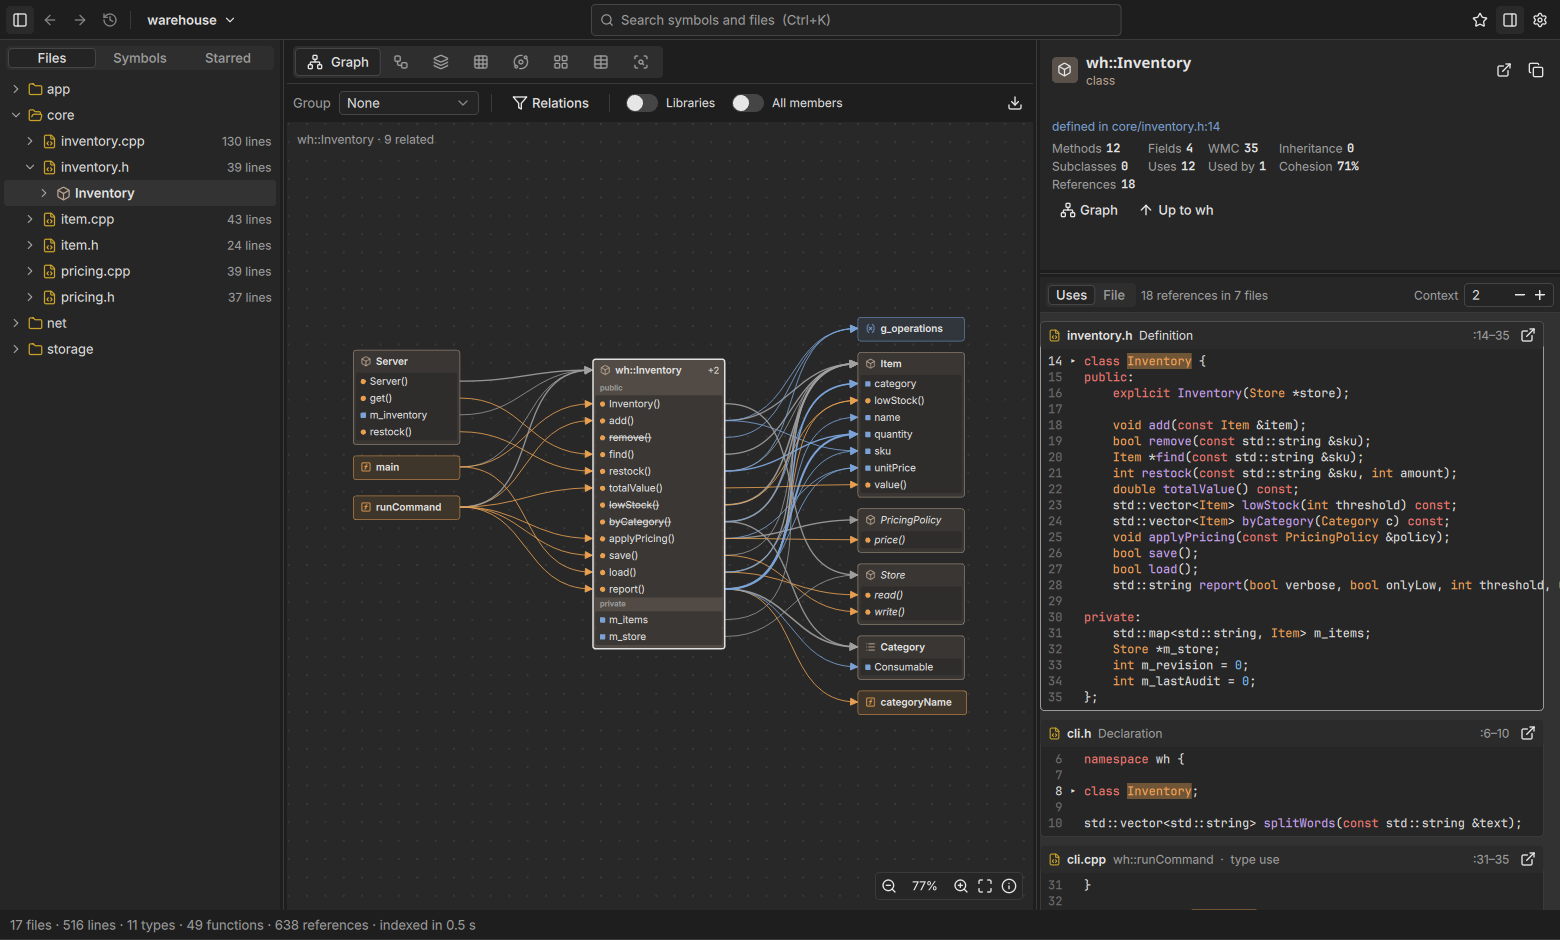 warehouse
Search symbols and files (Ctrl+K)
Files
Symbols
Starred
app
core
inventory.cpp 130 lines
inventory.h 39 lines
Inventory
item.cpp 43 lines
item.h 24 lines
pricing.cpp 39 lines
pricing.h 37 lines
net
storage
Graph
Group
None
Relations
Libraries
All members
wh::Inventory · 9 related
Server
Server()
get()
m_inventory
restock()
main
runCommand
wh::Inventory +2
public
Inventory()
add()
remove()
find()
restock()
totalValue()
lowStock()
byCategory()
applyPricing()
save()
load()
report()
private
m_items
m_store
g_operations
Item
category
lowStock()
name
quantity
sku
unitPrice
value()
PricingPolicy
price()
Store
read()
write()
Category
Consumable
categoryName
77%
wh::Inventory
class
defined in core/inventory.h:14
Methods 12 Fields 4 WMC 35 Inheritance 0
Subclasses 0 Uses 12 Used by 1 Cohesion 71%
References 18
Graph
Up to wh
Uses
File
18 references in 7 files
Context 2
inventory.h Definition :14–35
14 class Inventory {
15 public:
16 explicit Inventory(Store *store);
17
18 void add(const Item &item);
19 bool remove(const std::string &sku);
20 Item *find(const std::string &sku);
21 int restock(const std::string &sku, int amount);
22 double totalValue() const;
23 std::vector<Item> lowStock(int threshold) const;
24 std::vector<Item> byCategory(Category c) const;
25 void applyPricing(const PricingPolicy &policy);
26 bool save();
27 bool load();
28 std::string report(bool verbose, bool onlyLow, int threshold,
29
30 private:
31 std::map<std::string, Item> m_items;
32 Store *m_store;
33 int m_revision = 0;
34 int m_lastAudit = 0;
35 };
cli.h Declaration :6–10
6 namespace wh {
7
8 class Inventory;
9
10 std::vector<std::string> splitWords(const std::string &text);
cli.cpp wh::runCommand · type use :31–35
31 }
32
17 files · 516 lines · 11 types · 49 functions · 638 references · indexed in 0.5 s